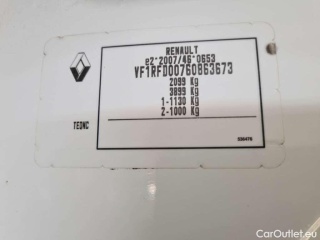 RENAULT
e2*2007/46*0653
VF1RFD00760863673
2099 Kg
3899 Kg
1-1130 Kg
2-1000 Kg
TEDNC
036476
CarOutlet.eu